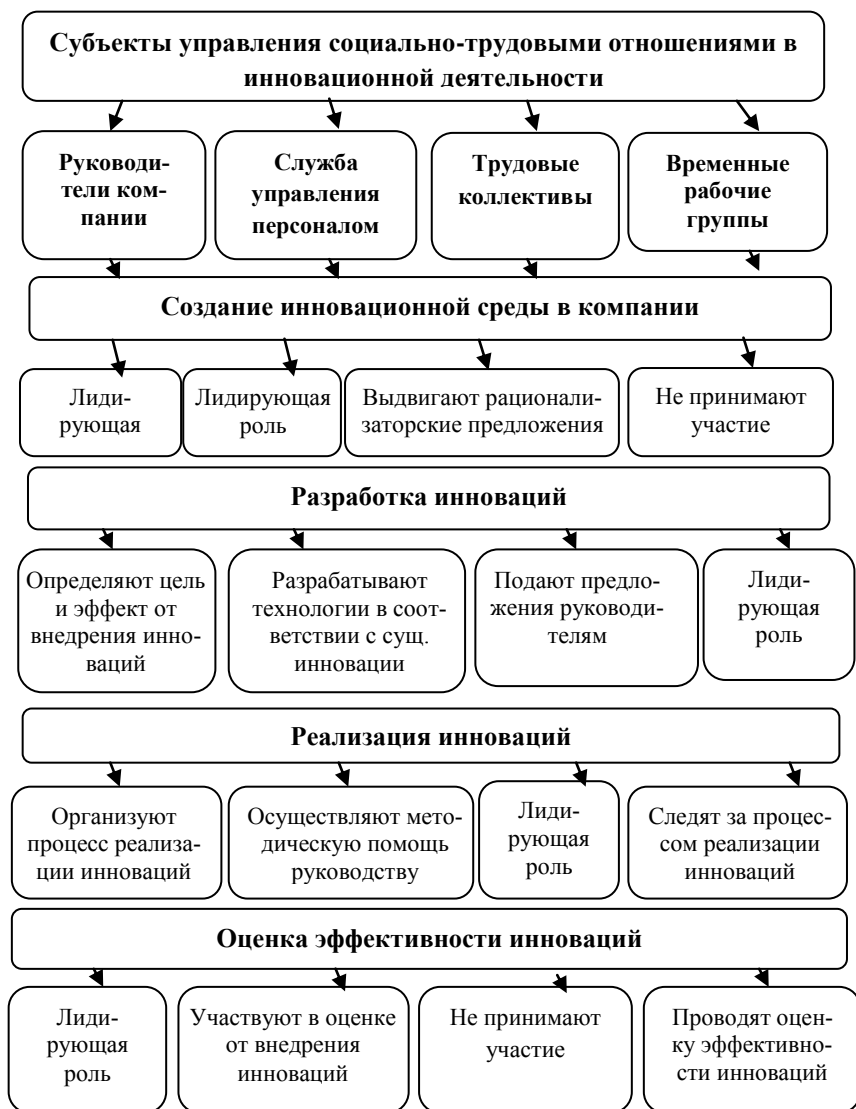 Субъекты управления социально-трудовыми отношениями в
инновационной деятельности
Руководи-
тели ком-
пании
Служба
управления
персоналом
Трудовые
коллективы
Временные
рабочие
группы
Создание инновационной среды в компании
Лиди-
рующая
Лидирующая
роль
Выдвигают рационали-
заторские предложения
Не принимают
участие
Разработка инноваций
Определяют цель
и эффект от
внедрения инно-
ваций
Разрабатывают
технологии в соот-
ветствии с сущ.
инновации
Подают предло-
жения руководи-
телям
Лиди-
рующая
роль
Реализация инноваций
Организуют
процесс реализа-
ции инноваций
Осуществляют мето-
дическую помощь
руководству
Лиди-
рующая
роль
Следят за процес-
сом реализации
инноваций
Оценка эффективности инноваций
Лиди-
рующая
роль
Участвуют в оценке
от внедрения
инноваций
Не принимают
участие
Проводят оцен-
ку эффективно-
сти инноваций